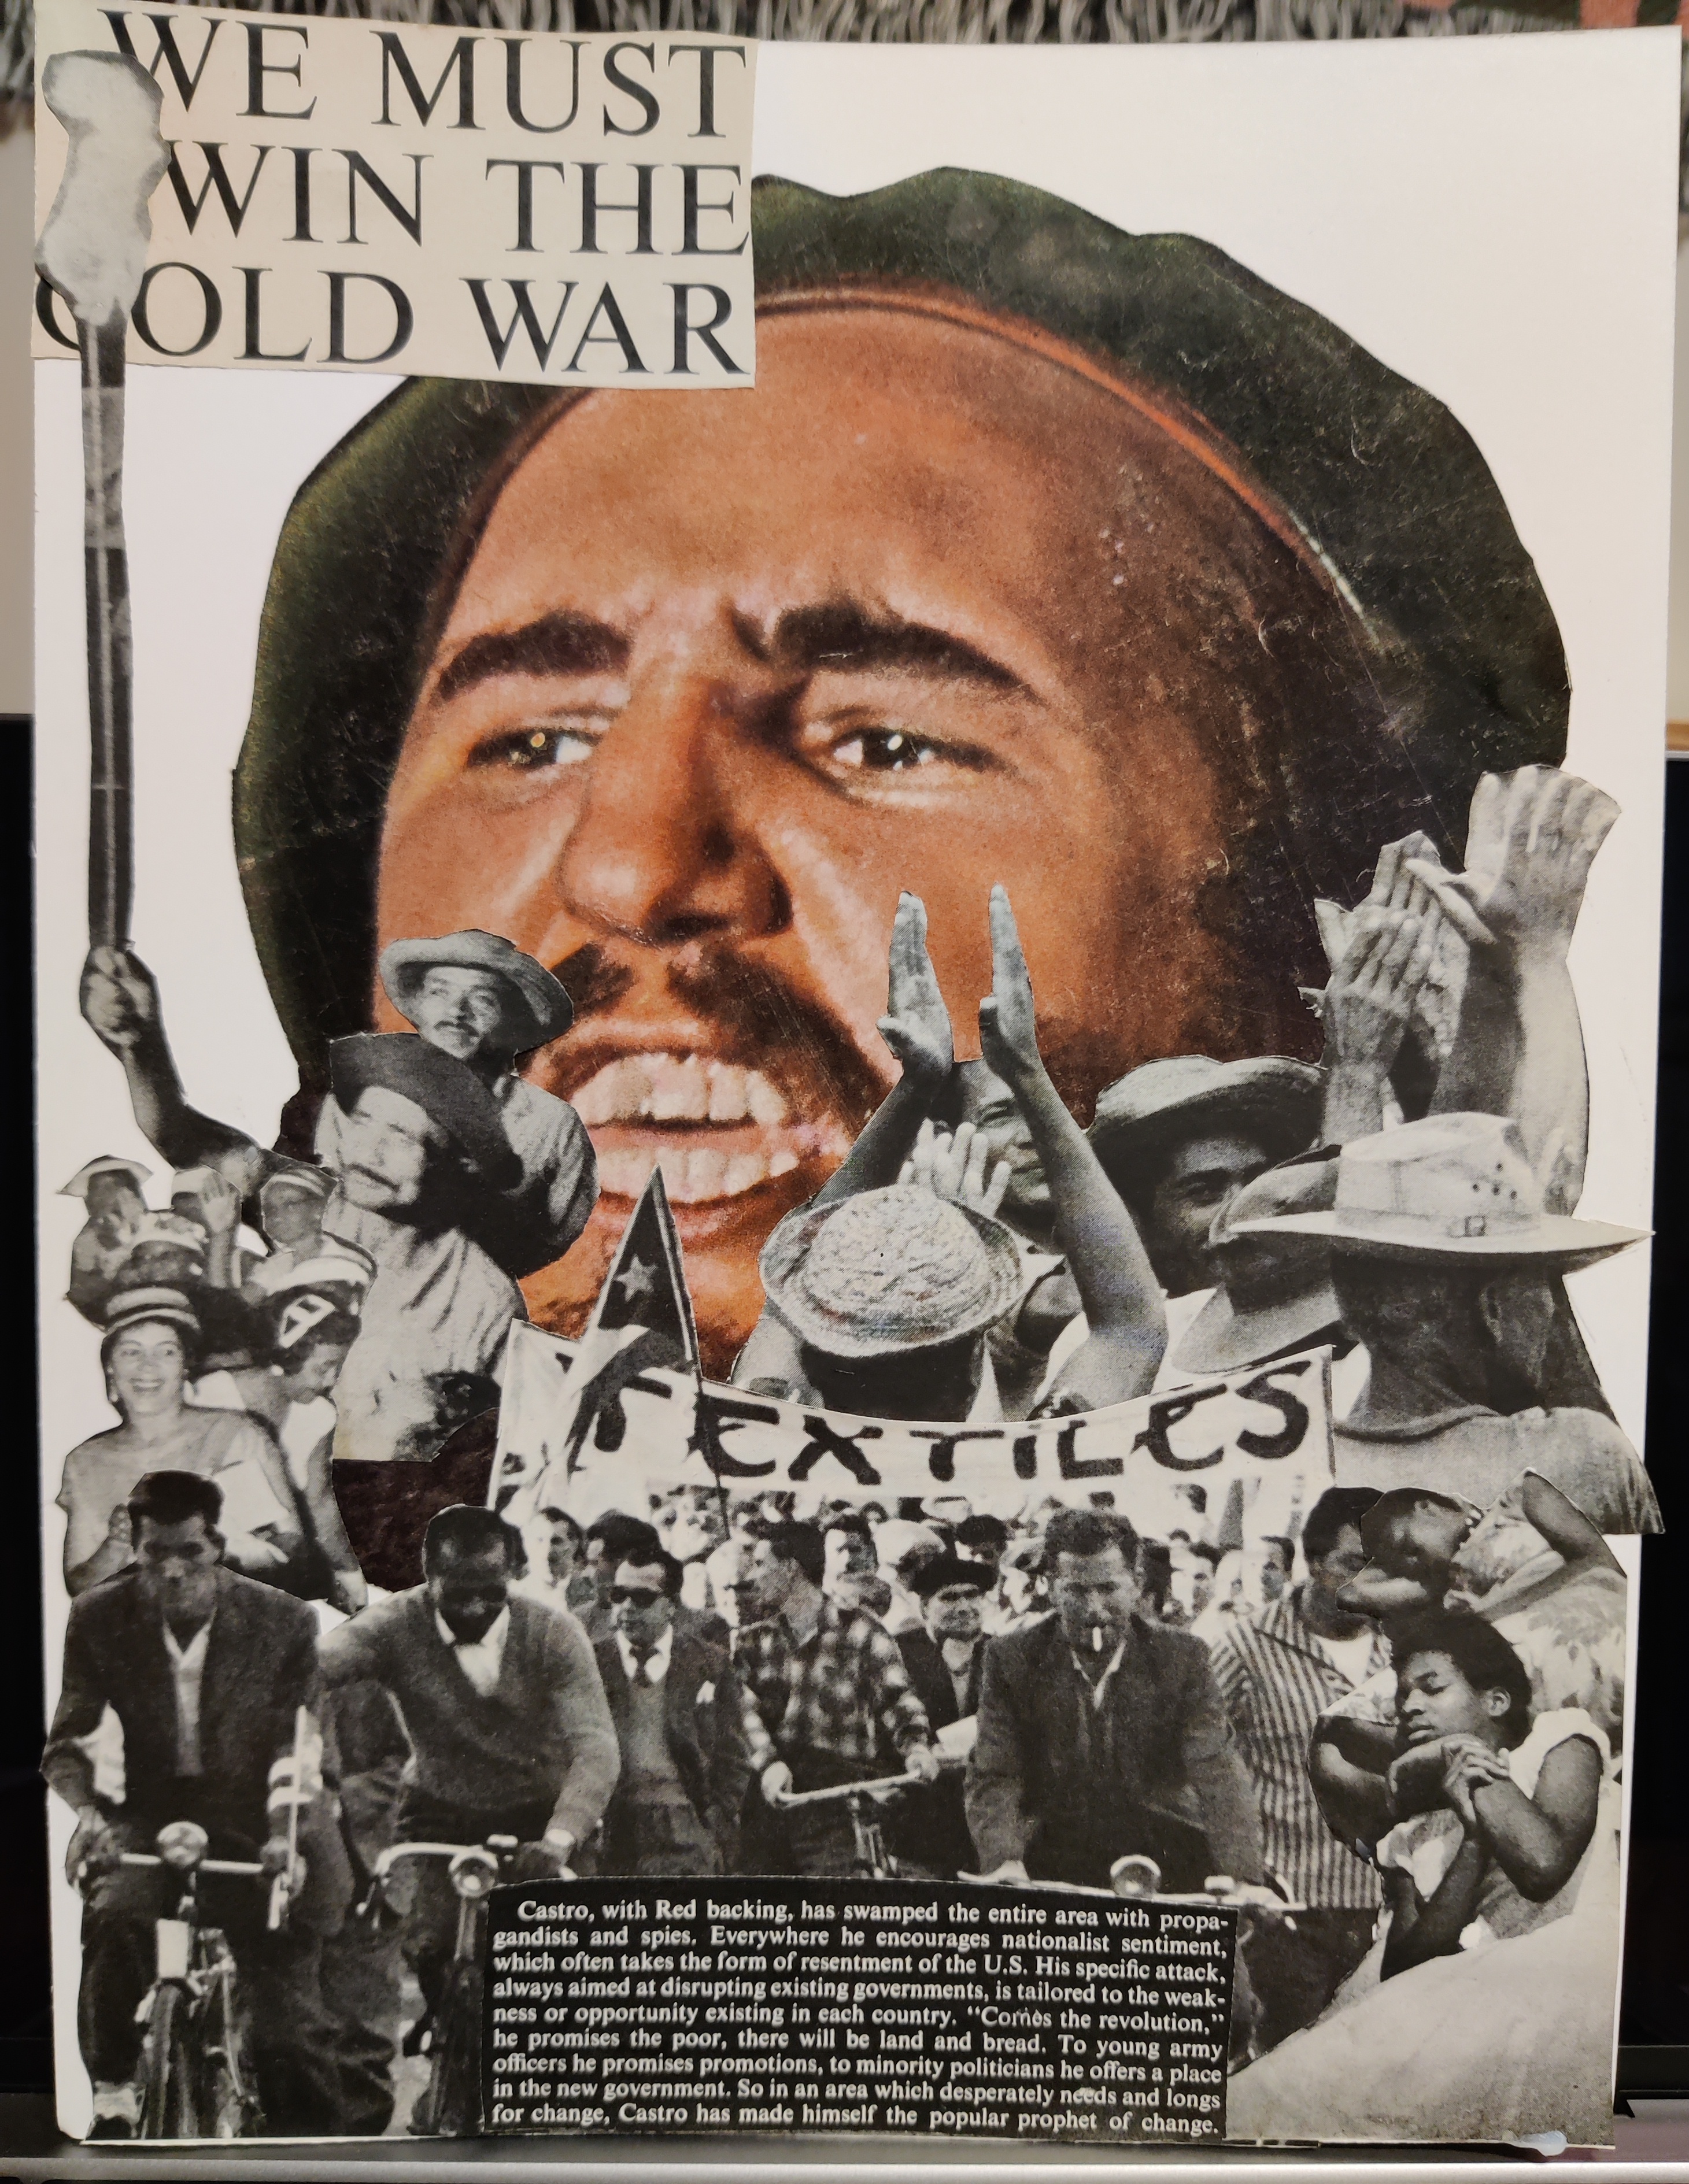 WE MUST
WIN THE
COLD WAR
TEXTILES
Castro, with Red backing, has swamped the entire area with propa-
gandists and spies. Everywhere he encourages nationalist sentiment,
which often takes the form of resentment of the U.S. His specific attack,
always aimed at disrupting existing governments, is tailored to the weak-
ness or opportunity existing in each country. “Comes the revolution,”
he promises the poor, there will be land and bread. To young army
officers he promises promotions, to minority politicians he offers a place
in the new government. So in an area which desperately needs and longs
for change, Castro has made himself the popular prophet of change.